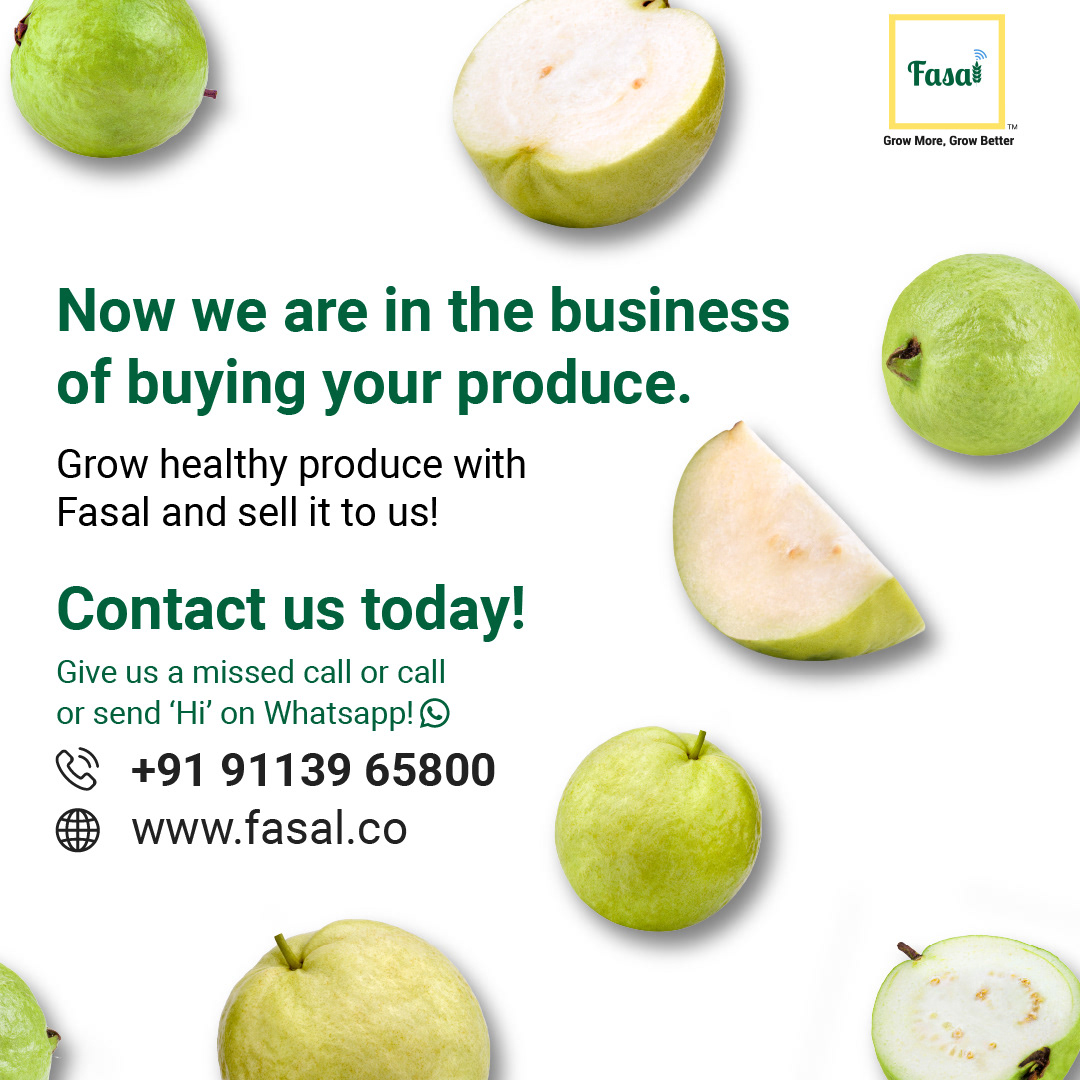 Fasal
TM
Grow More, Grow Better
Now we are in the business
of buying your produce.
Grow healthy produce with
Fasal and sell it to us!
Contact us today!
Give us a missed call or call
or send ‘Hi’ on Whatsapp!
+91 91139 65800
www.fasal.co